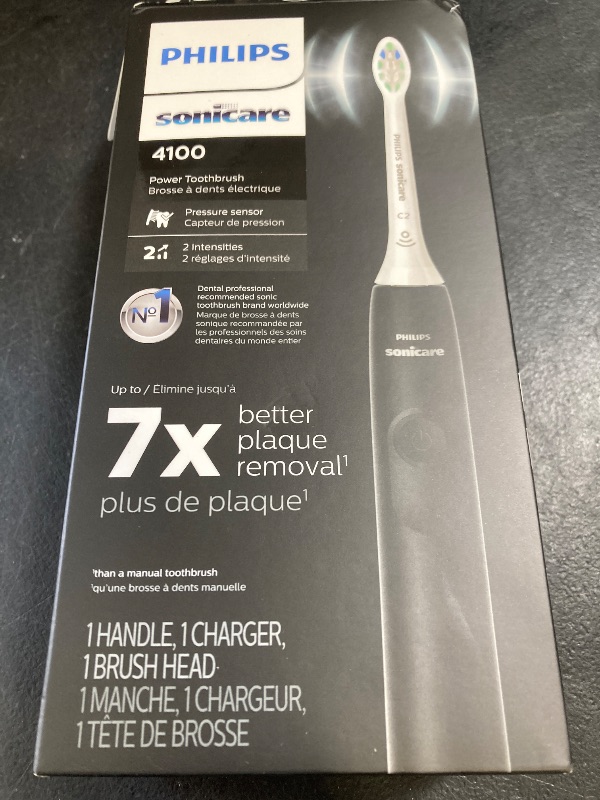 PHILIPS
sonicare
4100
Power Toothbrush
Brosse à dents électrique
Pressure sensor
Capteur de pression
2
2 intensities
2 réglages d'intensité
Nº1
Dental professional
recommended sonic
toothbrush brand worldwide
Marque de brosse à dents
sonique recommandée par
les professionnels des soins
dentaires du monde entier
Up to / Élimine jusqu'à
7x
better
plaque
removal¹
plus de plaque¹
¹than a manual toothbrush
¹qu'une brosse à dents manuelle
1 HANDLE, 1 CHARGER,
1 BRUSH HEAD
1 MANCHE, 1 CHARGEUR,
1 TÊTE DE BROSSE
PHILIPS sonicare
C2
PHILIPS
sonicare